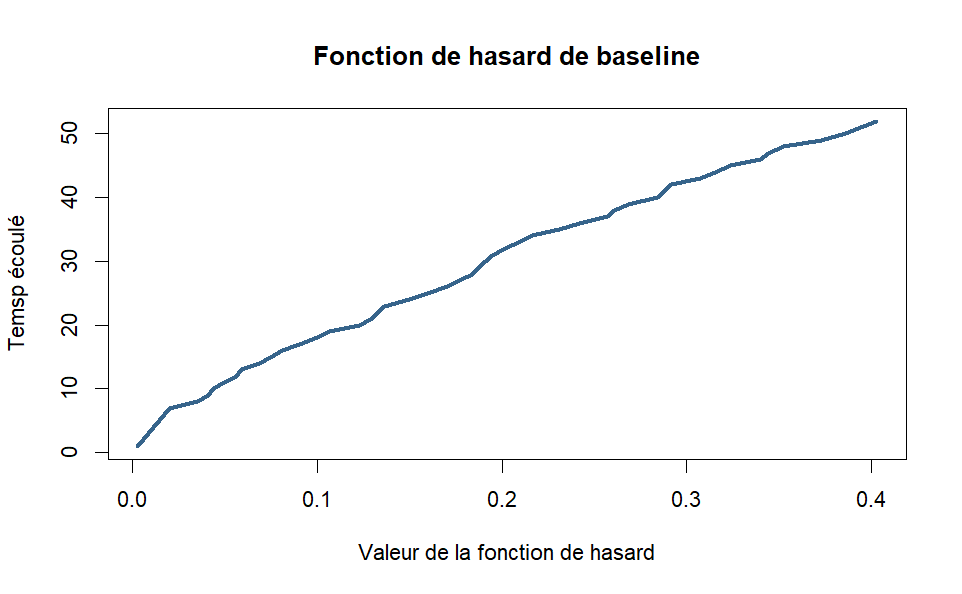 Fonction de hasard de baseline
Temsp écoulé
50
40
30
20
10
0
0.0 0.1 0.2 0.3 0.4
Valeur de la fonction de hasard